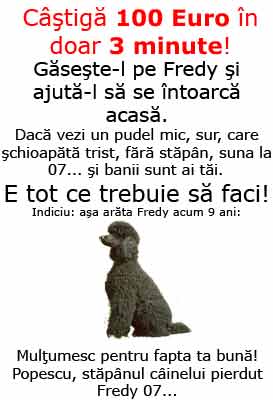 Câştigă 100 Euro în
doar 3 minute!
Găseşte-l pe Fredy şi
ajută-l să se întoarcă
acasă.
Dacă vezi un pudel mic, sur, care
şchioapătă trist, fără stăpân, suna la
07... şi banii sunt ai tăi.
E tot ce trebuie să faci!
Indiciu: aşa arăta Fredy acum 9 ani:
Mulţumesc pentru fapta ta bună!
Popescu, stăpânul câinelui pierdut
Fredy 07...